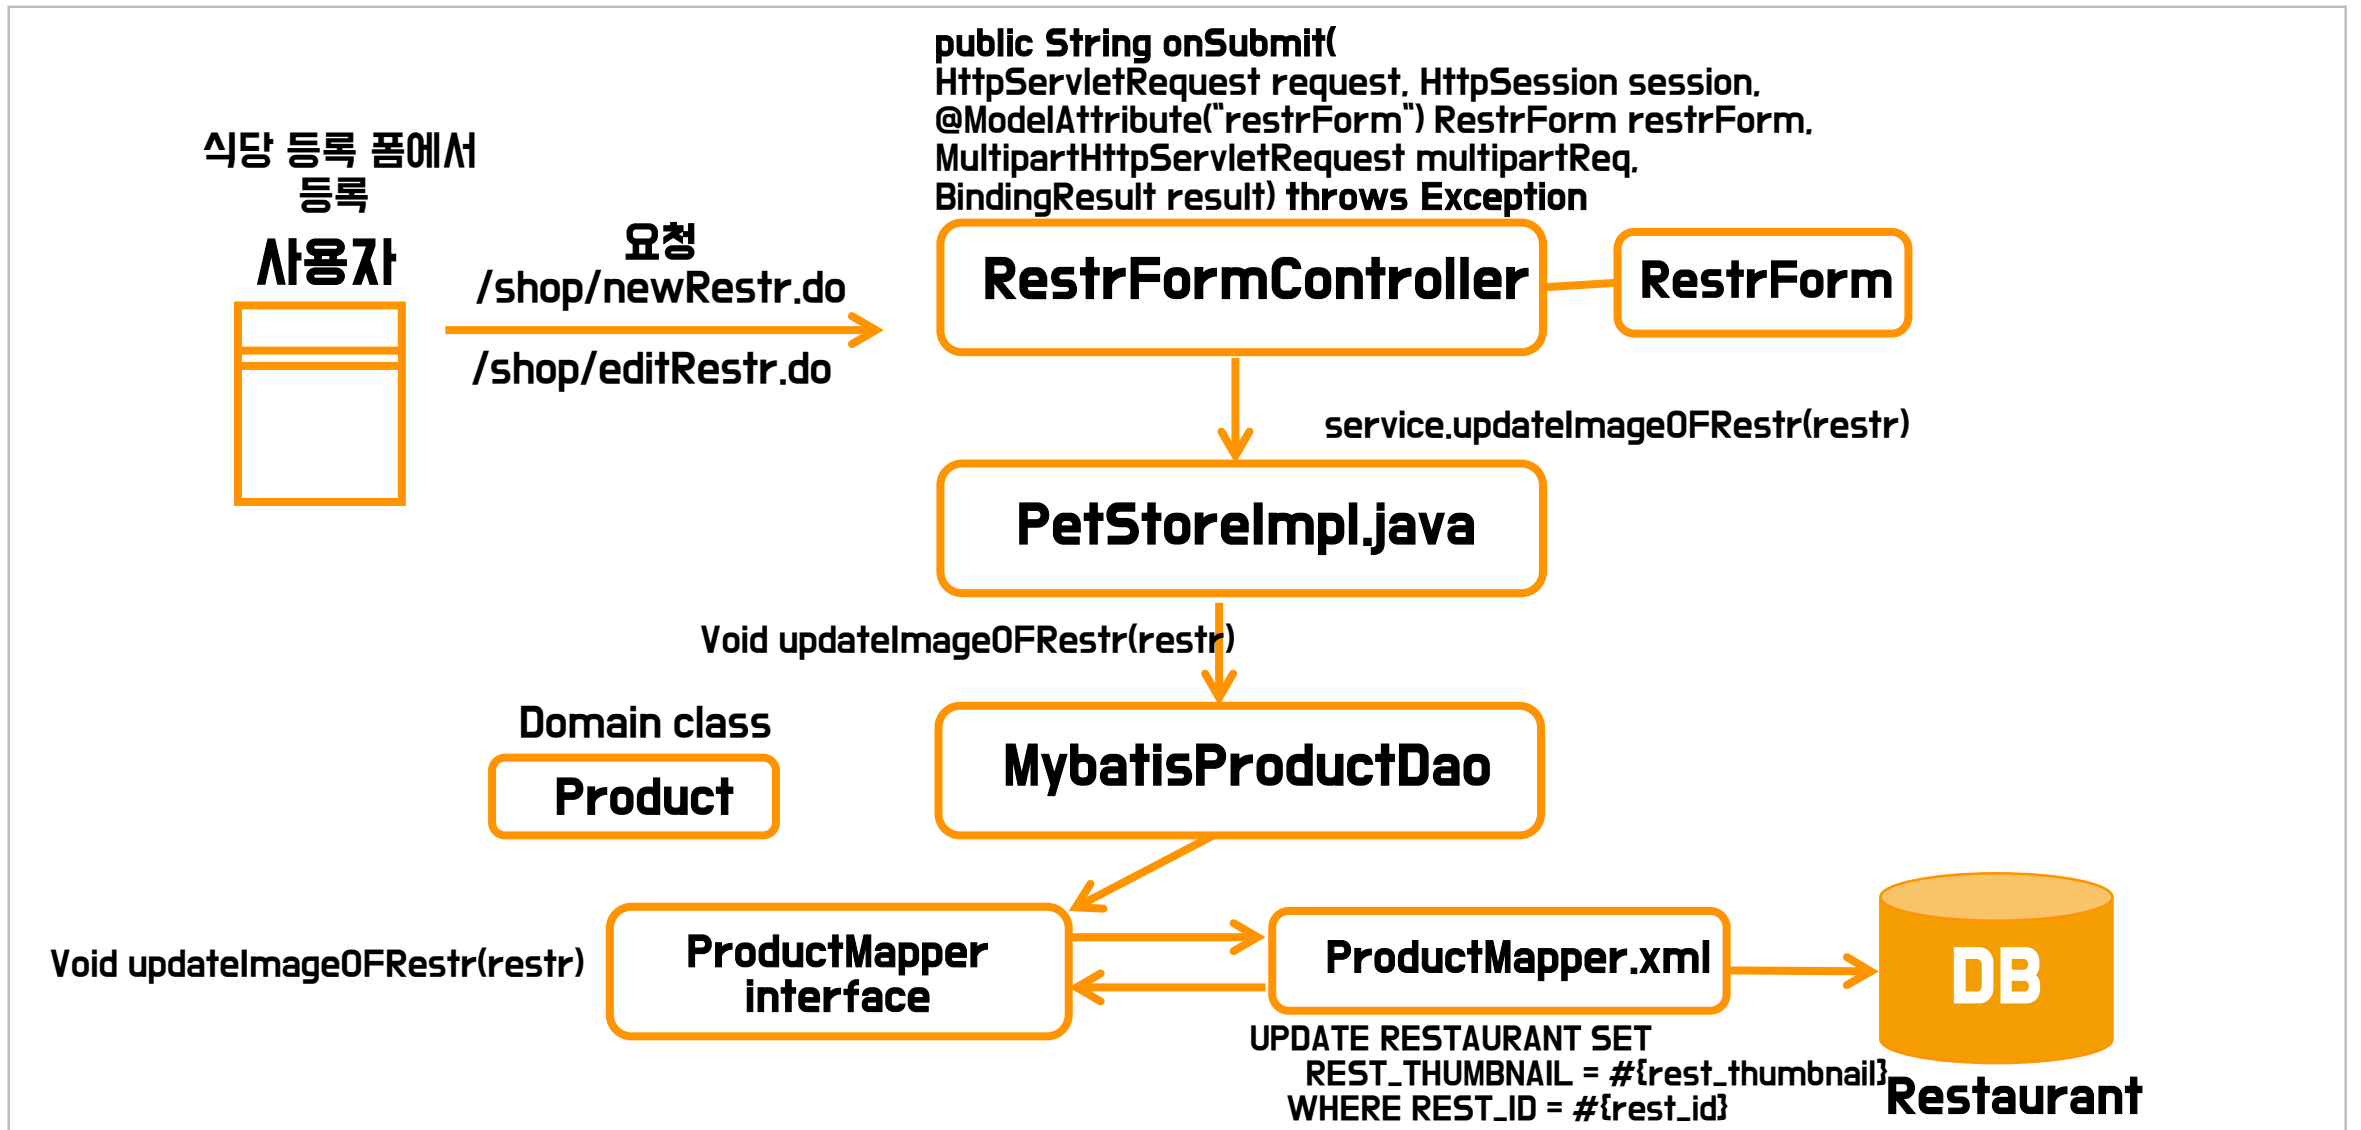 public String onSubmit(
HttpServletRequest request, HttpSession session,
@ModelAttribute("restrForm") RestrForm restrForm,
MultipartHttpServletRequest multipartReq,
BindingResult result) throws Exception
식당 등록 폼에서
등록
사용자
요청
/shop/newRestr.do
/shop/editRestr.do
RestrFormController
RestrForm
service.updateImageOFRestr(restr)
PetStoreImpl.java
Void updateImageOFRestr(restr)
Domain class
Product
MybatisProductDao
Void updateImageOFRestr(restr)
ProductMapper
interface
ProductMapper.xml
DB
UPDATE RESTAURANT SET
REST_THUMBNAIL = #{rest_thumbnail}
WHERE REST_ID = #{rest_id}
Restaurant